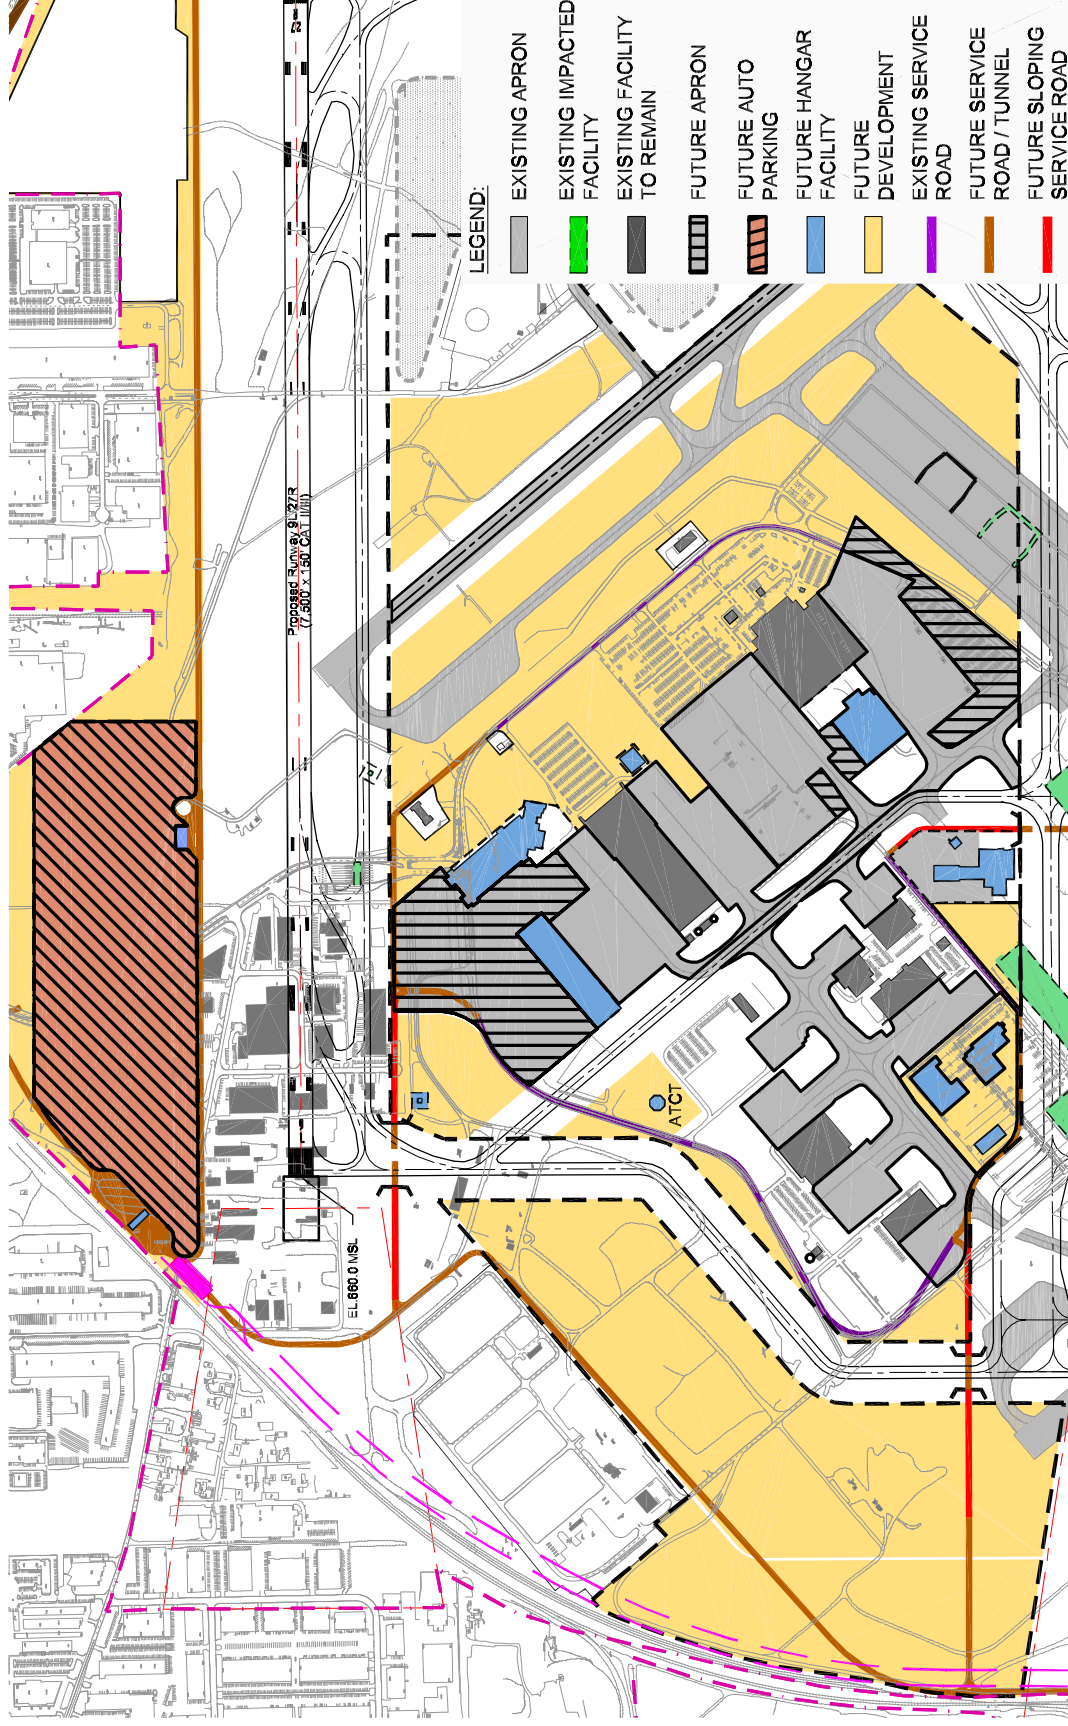 LEGEND:
EXISTING APRON
EXISTING IMPACTED
FACILITY
EXISTING FACILITY
TO REMAIN
FUTURE APRON
FUTURE AUTO
PARKING
FUTURE HANGAR
FACILITY
FUTURE
DEVELOPMENT
EXISTING SERVICE
ROAD
FUTURE SERVICE
ROAD / TUNNEL
FUTURE SLOPING
SERVICE ROAD
Proposed Runway 9L/27R
(7,500' x 150' CAT I/II/III)
ATCT
EL.660.0 MSL